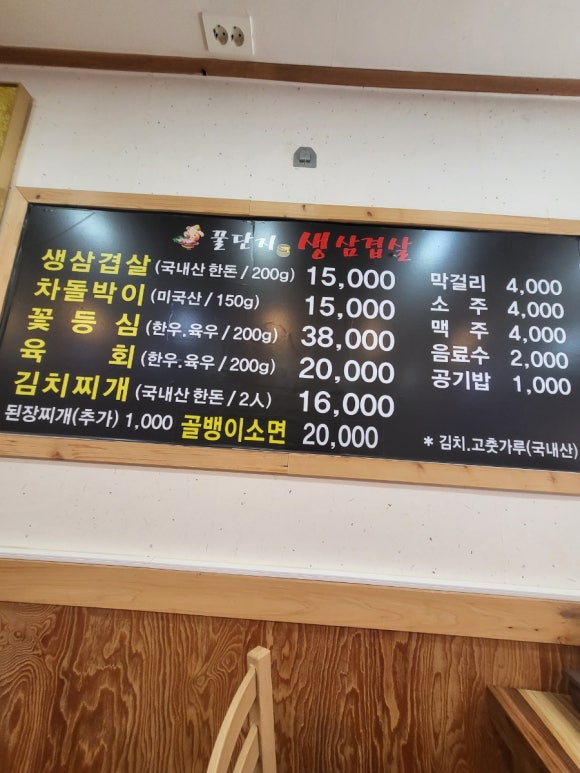 꿀단지 생삼겹살
생삼겹살 (국내산 한돈 / 200g) 15,000
차돌박이 (미국산 / 150g) 15,000
꽃등심 (한우.육우 / 200g) 38,000
육회 (한우.육우 / 200g) 20,000
김치찌개 (국내산 한돈 / 2人) 16,000
된장찌개(추가) 1,000 골뱅이소면 20,000
막걸리 4,000
소주 4,000
맥주 4,000
음료수 2,000
공기밥 1,000
* 김치.고춧가루(국내산)